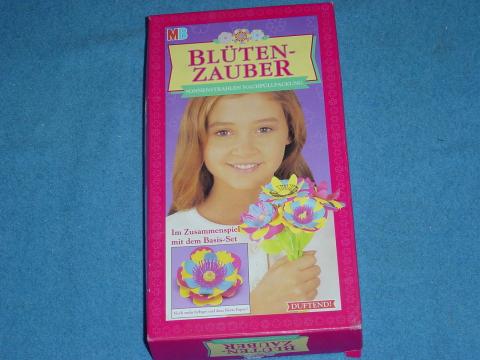 MB
BLÜTEN-
ZAUBER
SONNENSTRAHLEN NACHFÜLLPACKUNG
Im Zusammenspiel
mit dem Basis-Set
DUFTEND!
BLÜTEN-
ZAUBER